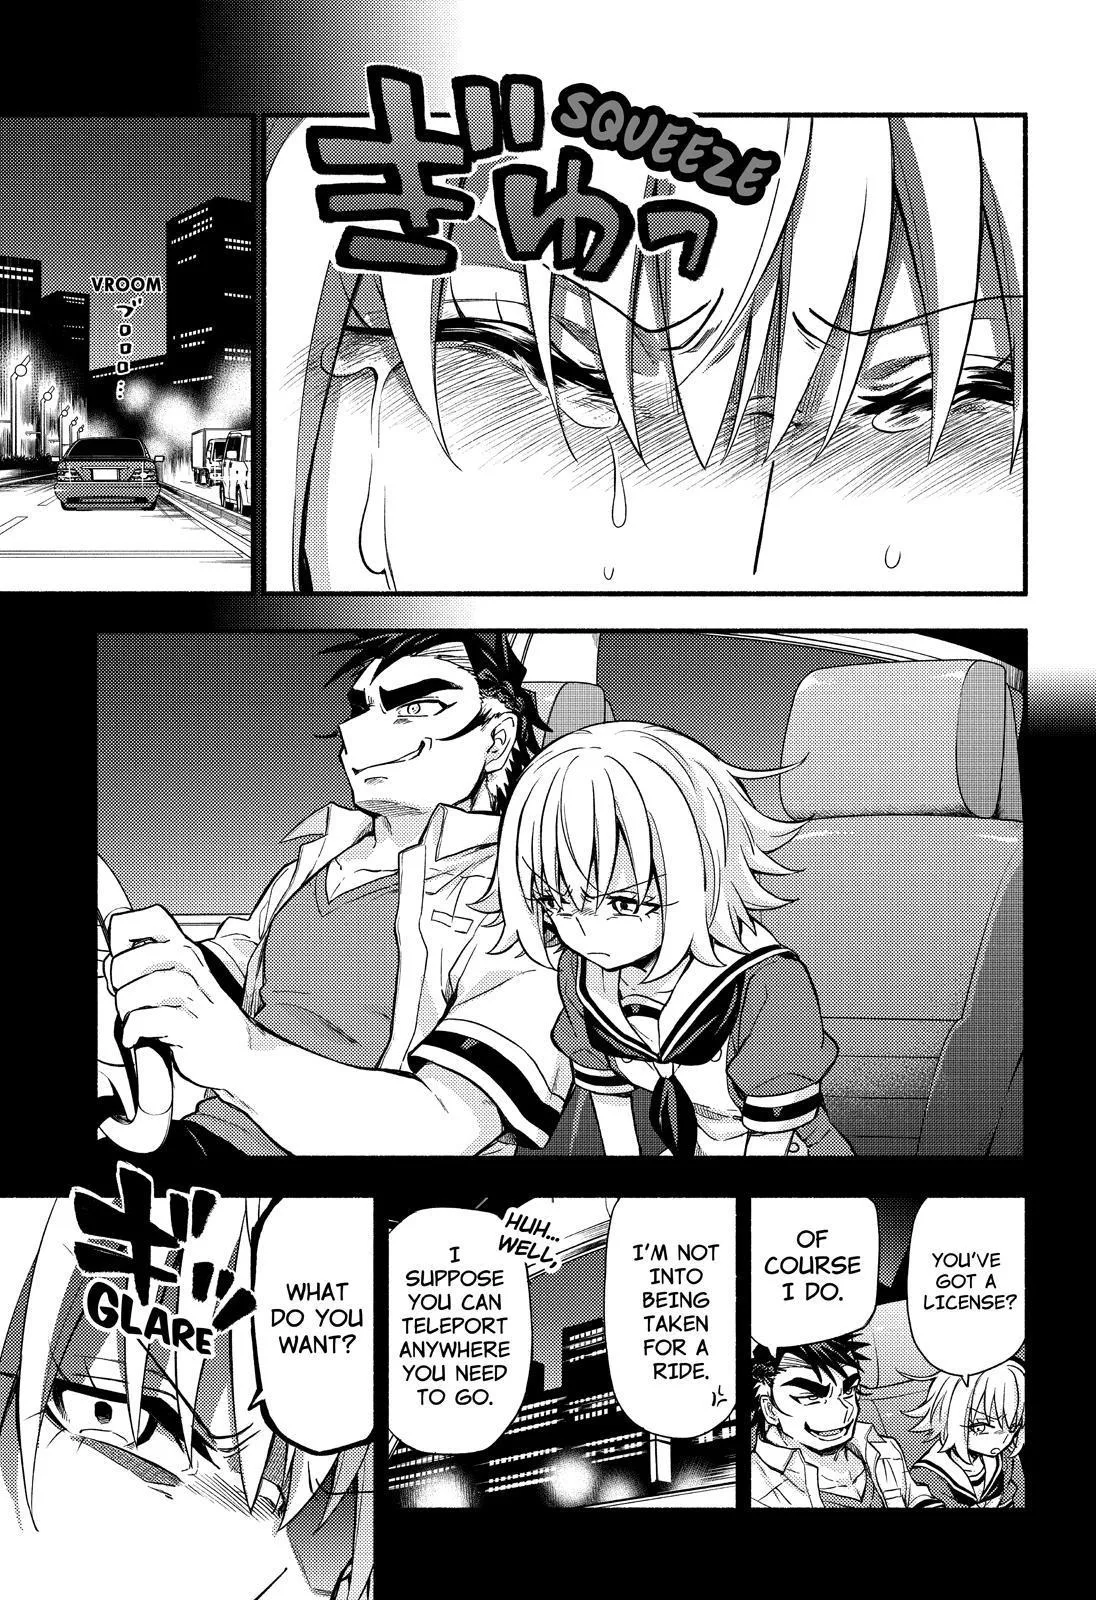 ぎゅっ
SQUEEZE
VROOM
ブロロロ…
YOU'VE
GOT A
LICENSE?
OF
COURSE
I DO.
I'M NOT
INTO
BEING
TAKEN
FOR A
RIDE.
HUH...
WELL,
I
SUPPOSE
YOU CAN
TELEPORT
ANYWHERE
YOU NEED
TO GO.
WHAT
DO YOU
WANT?
ギ
GLARE